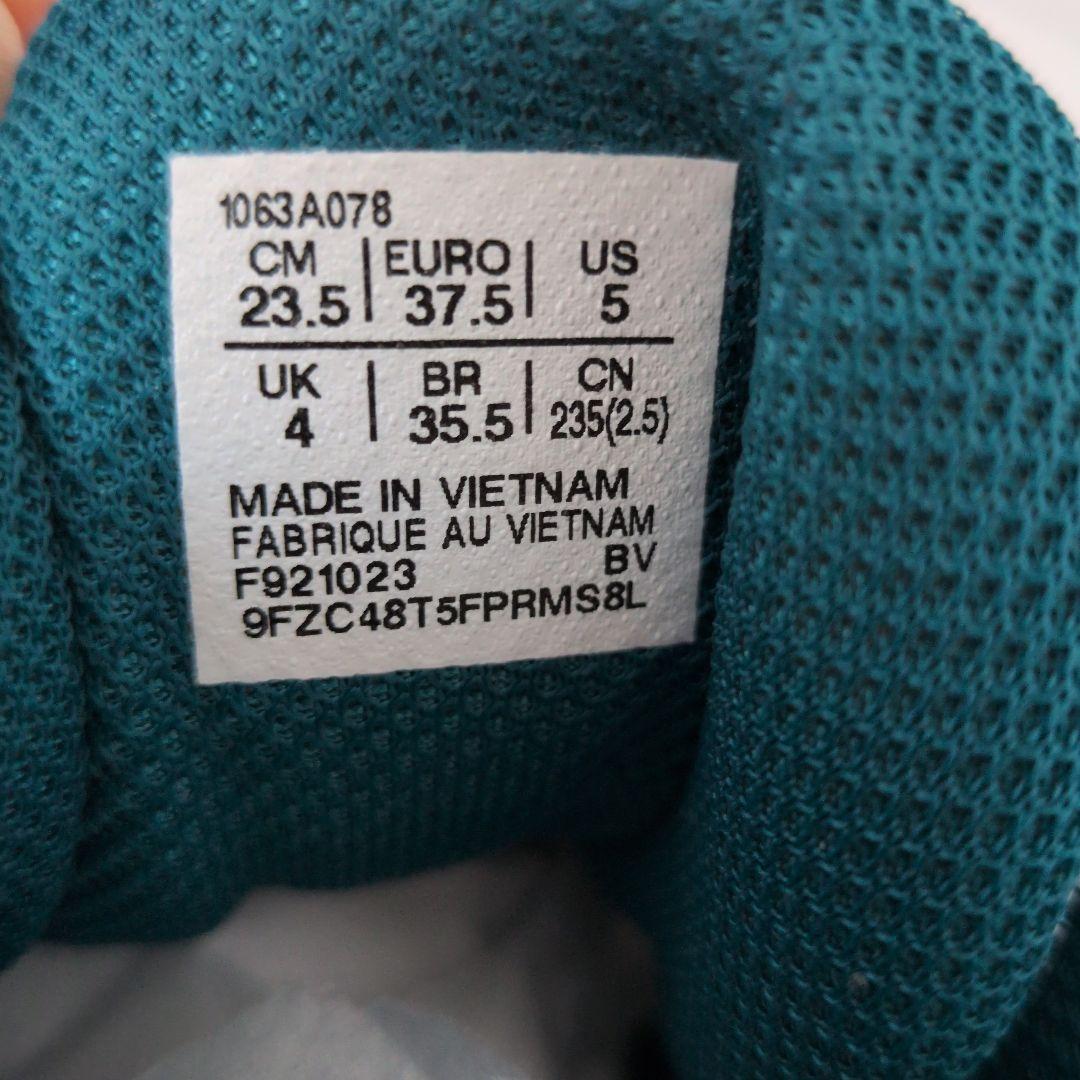 1063A078
CM | EURO | US
23.5 | 37.5 | 5
UK | BR | CN
4 | 35.5 | 235(2.5)
MADE IN VIETNAM
FABRIQUE AU VIETNAM
F921023 BV
9FZC48T5FPRMS8L